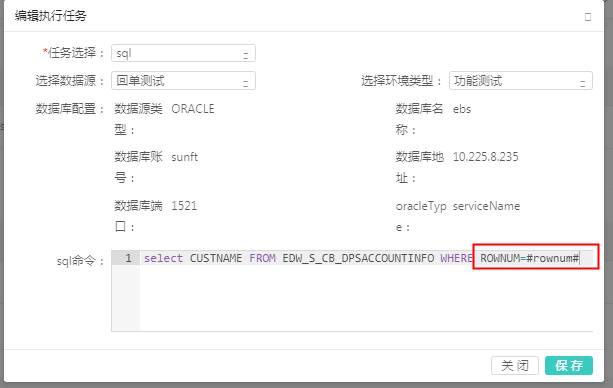 编辑执行任务
*任务选择： sql
选择数据源： 回单测试 选择环境类型： 功能测试
数据库配置： 数据源类型： ORACLE 数据库名称： ebs
数据库账号： sunft 数据库地址： 10.225.8.235
数据库端口： 1521 oracleType： serviceName
sql命令： 1 select CUSTNAME FROM EDW_S_CB_DPSACCOUNTINFO WHERE ROWNUM=#rownum#
关 闭 保 存